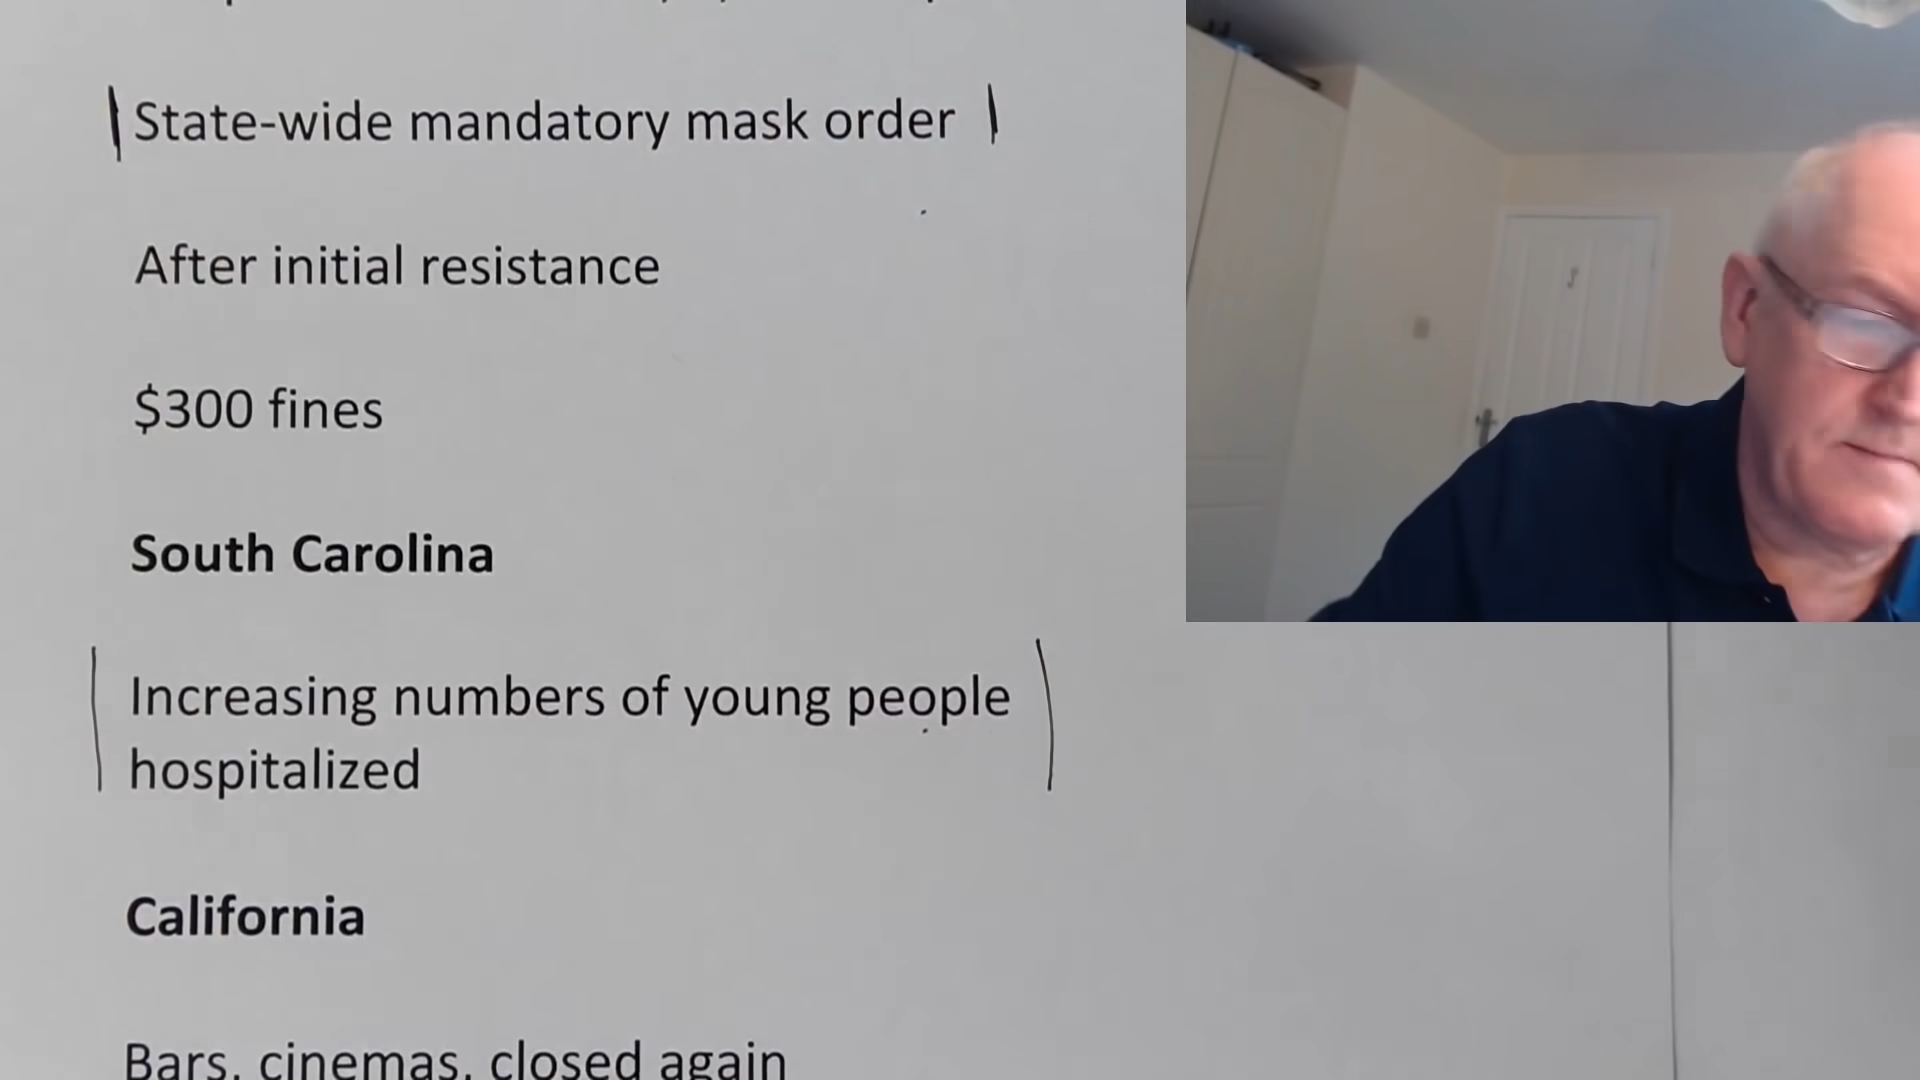 State-wide mandatory mask order
After initial resistance
$300 fines
South Carolina
Increasing numbers of young people
hospitalized
California
Bars, cinemas, closed again